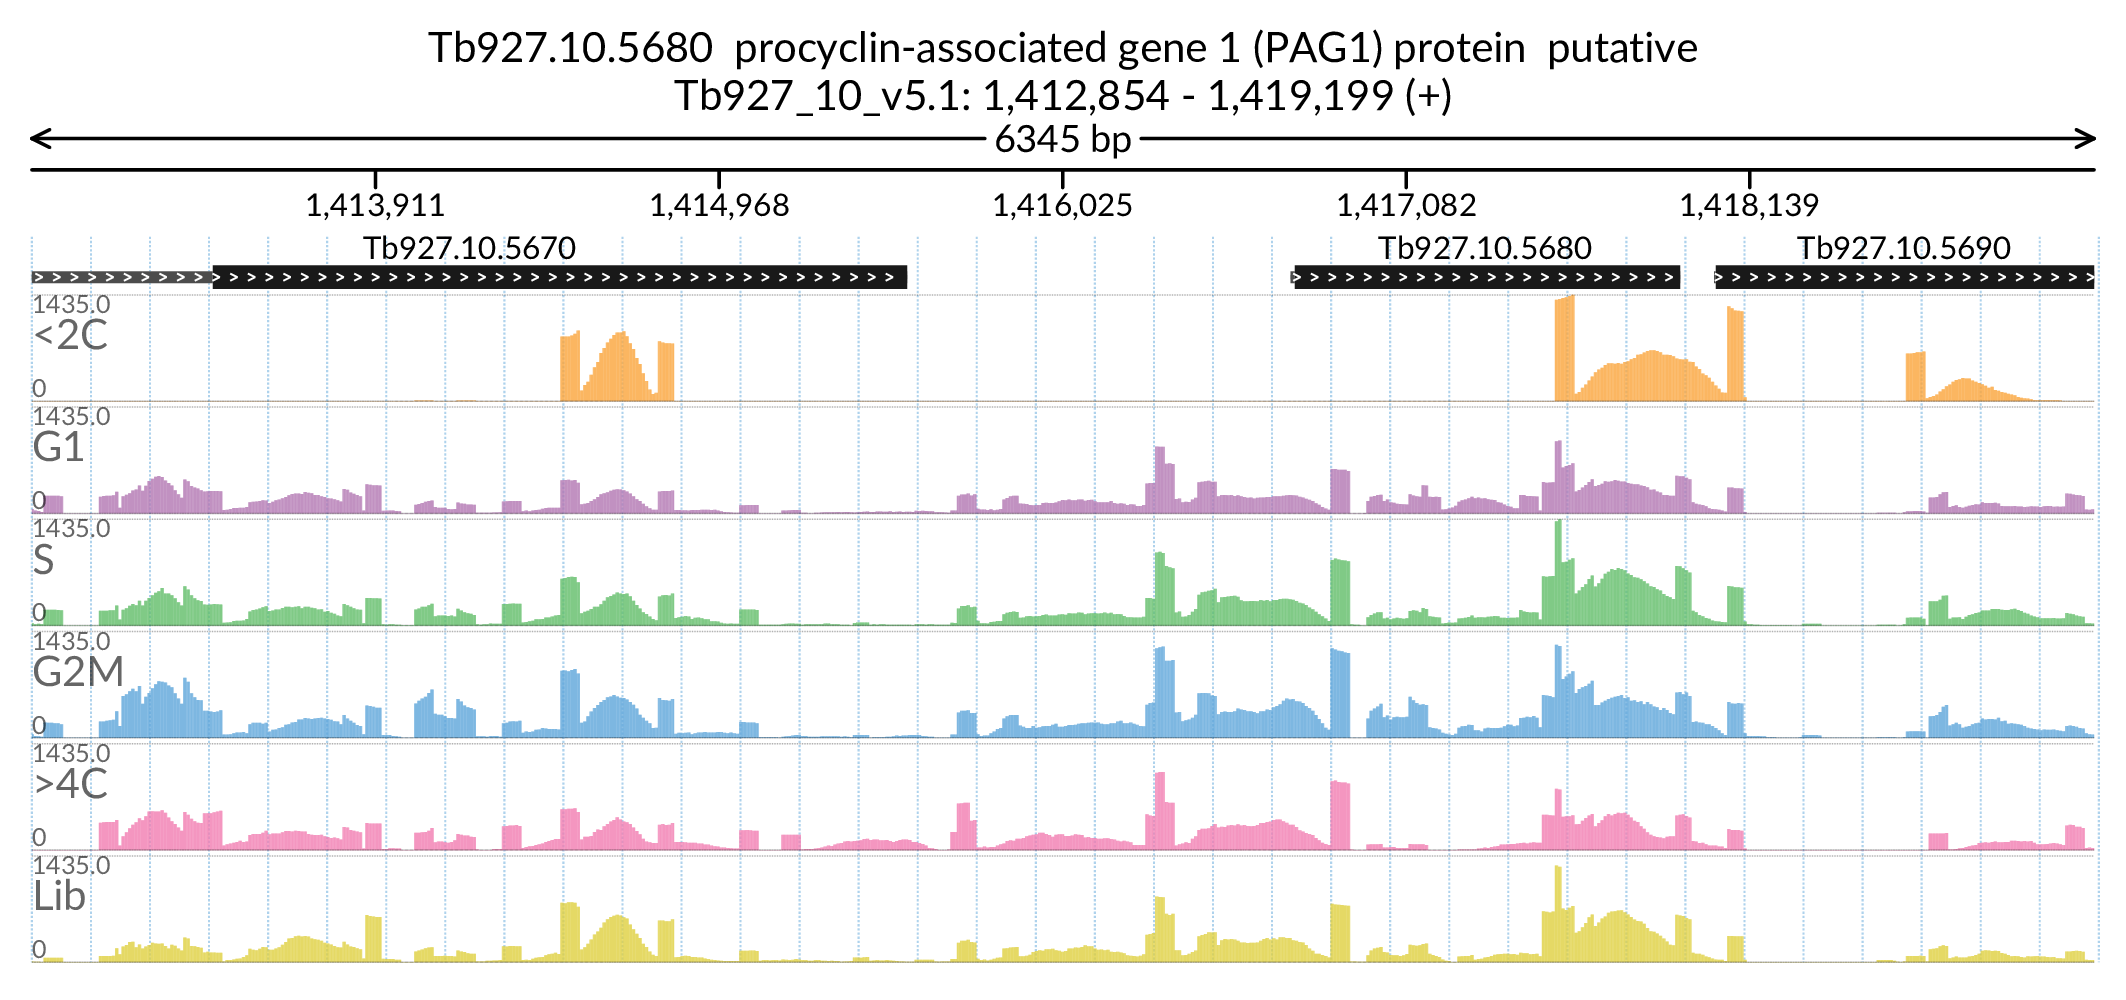 Tb927.10.5680  procyclin-associated gene 1 (PAG1) protein  putative
Tb927_10_v5.1: 1,412,854 - 1,419,199 (+)
6345 bp
1,413,911 1,414,968 1,416,025 1,417,082 1,418,139
Tb927.10.5670 Tb927.10.5680 Tb927.10.5690
1435.0
<2C
0
1435.0
G1
0
1435.0
S
0
1435.0
G2M
0
1435.0
>4C
0
1435.0
Lib
0